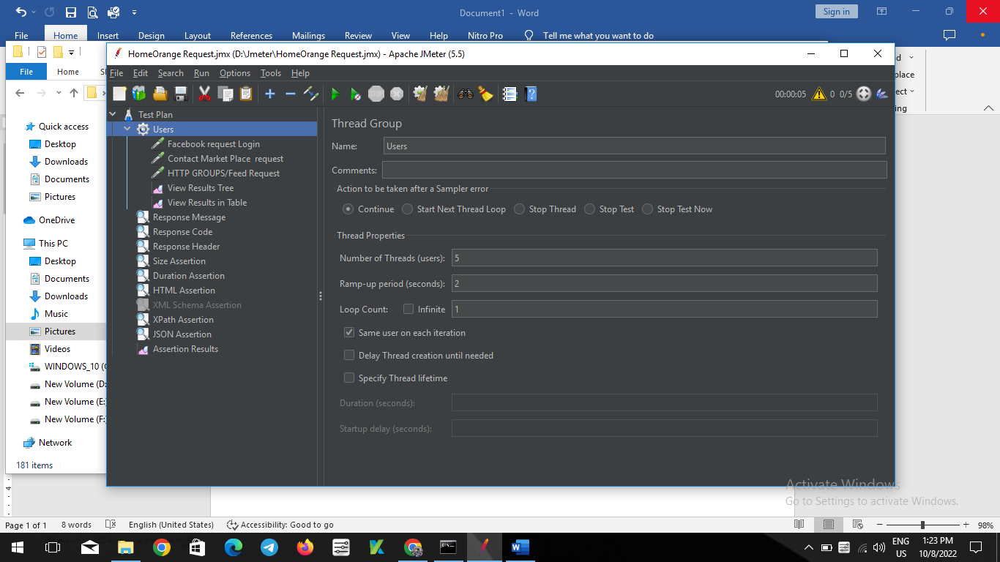 Document1 - Word
Sign in
File Home Insert Design Layout References Mailings Review View Help Nitro Pro Tell me what you want to do
HomeOrange Request.jmx (D:\Jmeter\HomeOrange Request.jmx) - Apache JMeter (5.5)
File Edit Search Run Options Tools Help
00:00:05 0 0/5
File Home
Quick access
Desktop
Downloads
Documents
Pictures
OneDrive
This PC
Desktop
Documents
Downloads
Music
Pictures
Videos
WINDOWS_10 (
New Volume (D:
New Volume (E:
New Volume (F:
Network
181 items
Test Plan
Users
Facebook request Login
Contact Market Place request
HTTP GROUPS/Feed Request
View Results Tree
View Results in Table
Response Message
Response Code
Response Header
Size Assertion
Duration Assertion
HTML Assertion
XML Schema Assertion
XPath Assertion
JSON Assertion
Assertion Results
Thread Group
Name: Users
Comments:
Action to be taken after a Sampler error
Continue Start Next Thread Loop Stop Thread Stop Test Stop Test Now
Thread Properties
Number of Threads (users): 5
Ramp-up period (seconds): 2
Loop Count: Infinite 1
Same user on each iteration
Delay Thread creation until needed
Specify Thread lifetime
Duration (seconds):
Startup delay (seconds):
Activate Windows
Go to Settings to activate Windows.
Page 1 of 1 8 words English (United States) Accessibility: Good to go 98%
ENG 1:23 PM
US 10/8/2022